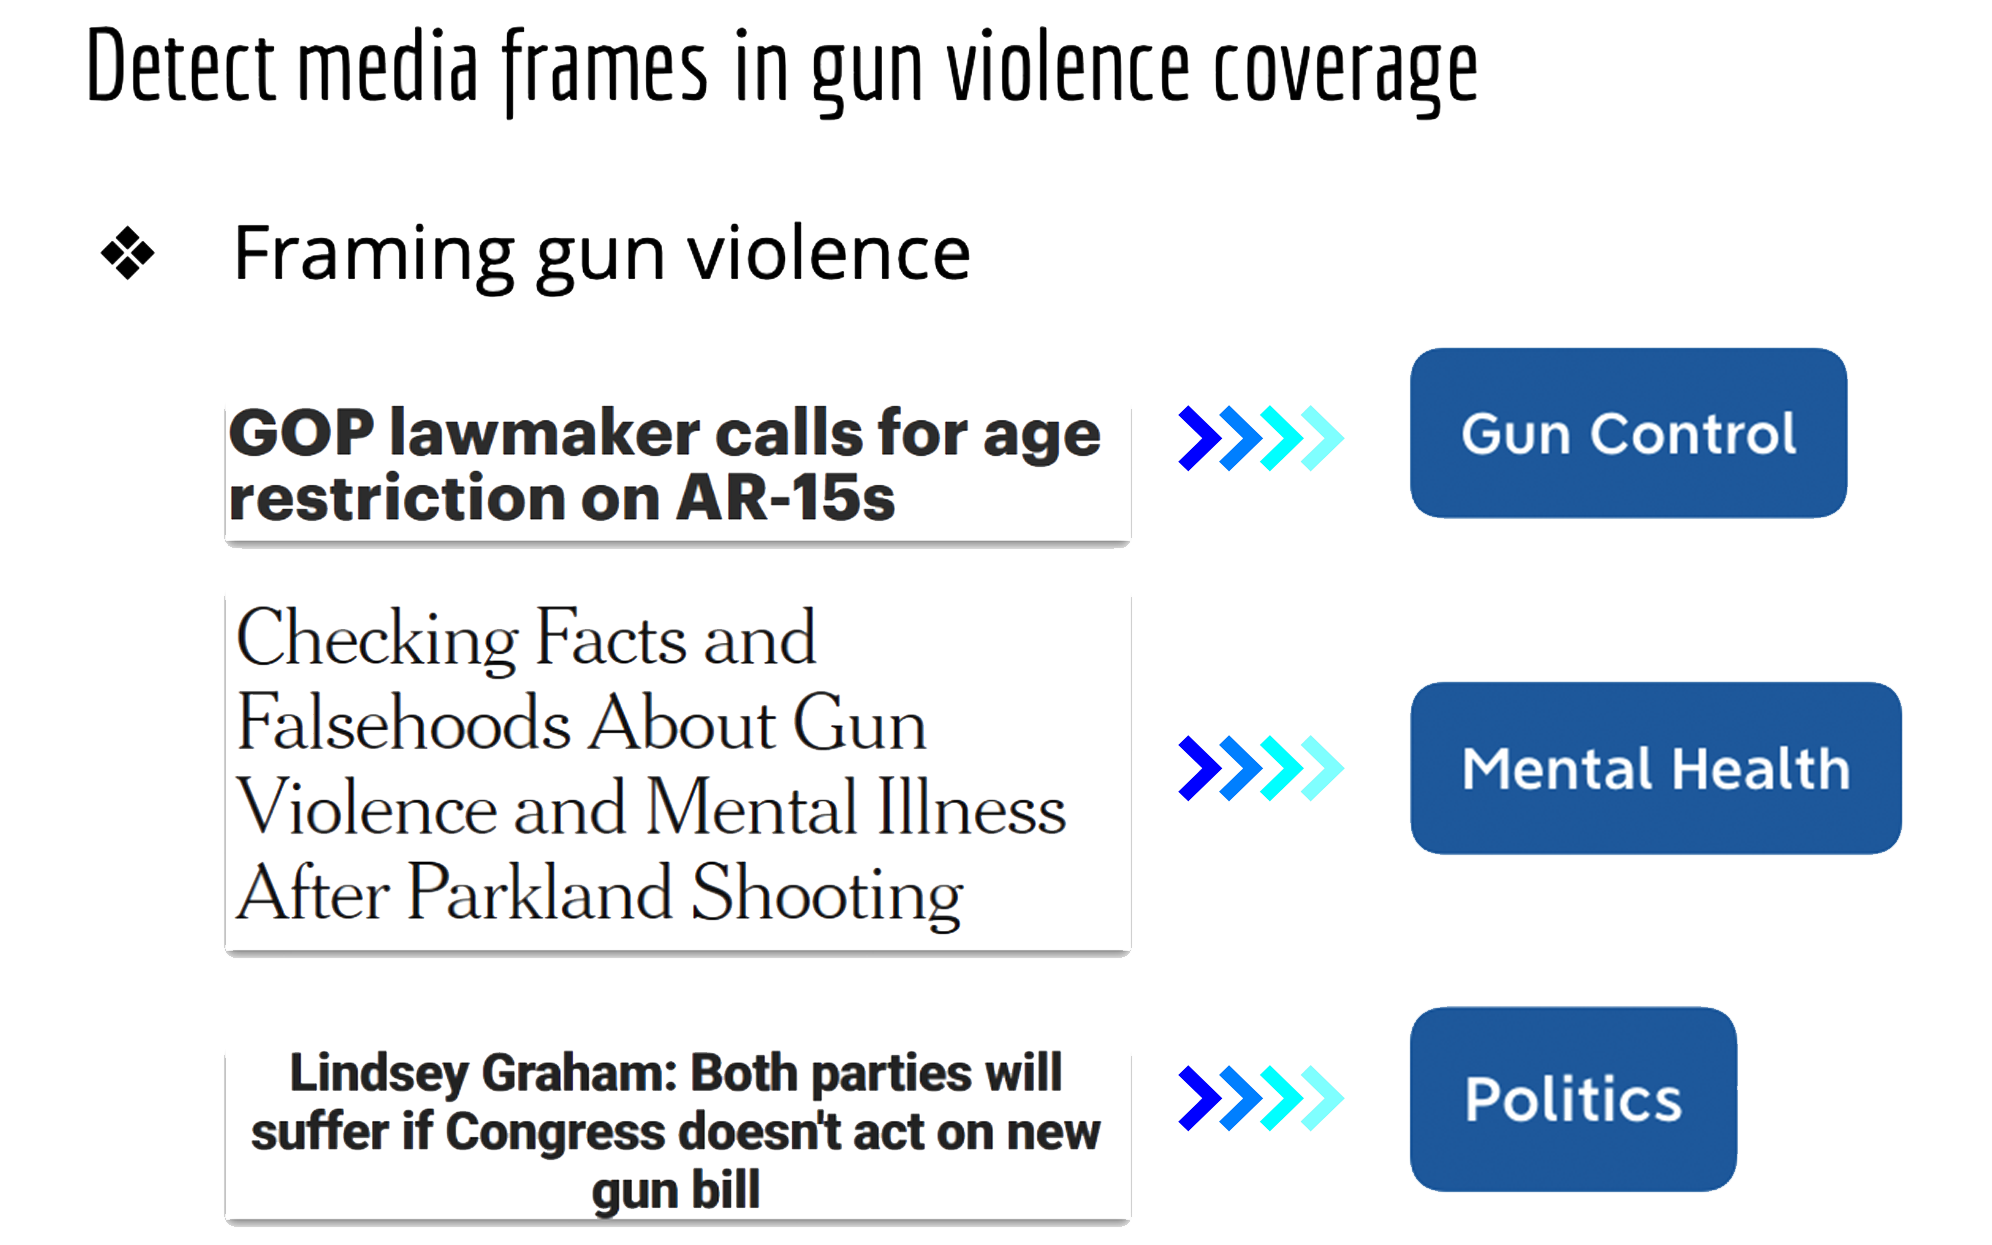 Detect media frames in gun violence coverage
❖ Framing gun violence
GOP lawmaker calls for age
restriction on AR-15s
Gun Control
Checking Facts and
Falsehoods About Gun
Violence and Mental Illness
After Parkland Shooting
Mental Health
Lindsey Graham: Both parties will
suffer if Congress doesn't act on new
gun bill
Politics